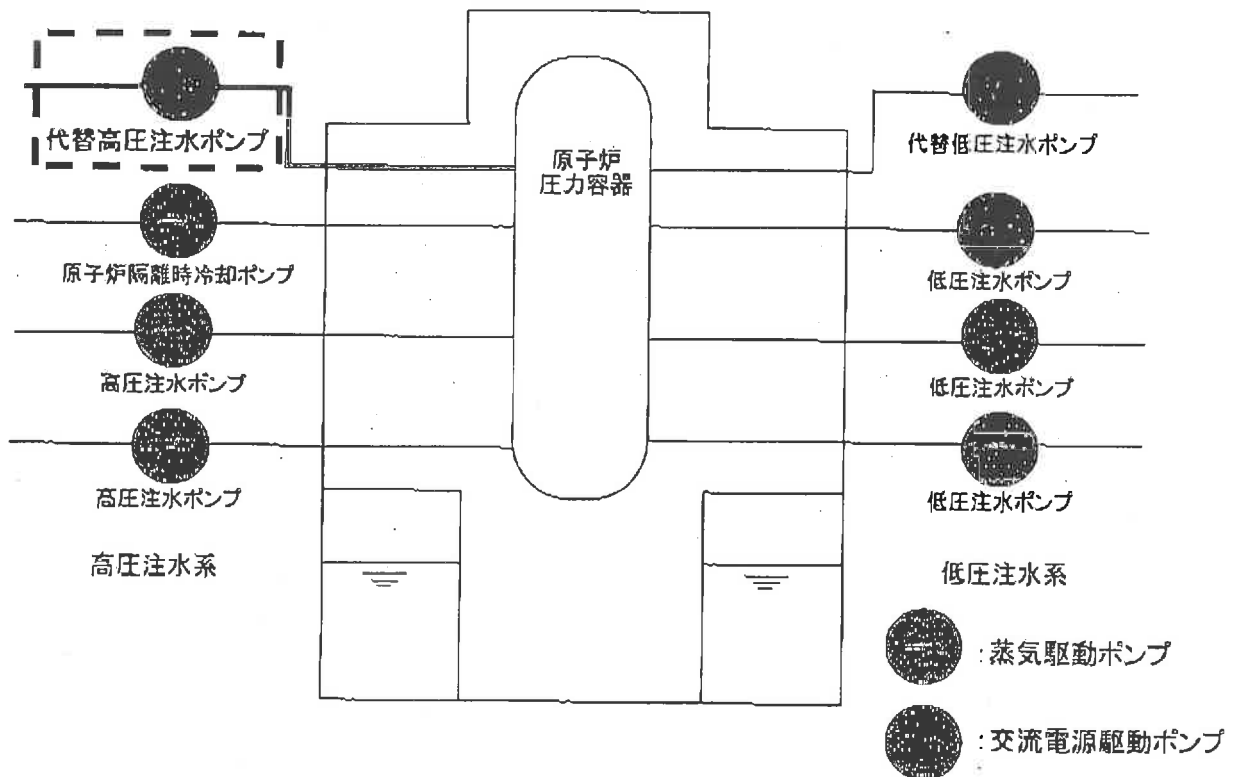 代替高圧注水ポンプ
原子炉隔離時冷却ポンプ
高圧注水ポンプ
高圧注水ポンプ
高圧注水系
原子炉
圧力容器
代替低圧注水ポンプ
低圧注水ポンプ
低圧注水ポンプ
低圧注水ポンプ
低圧注水系
:蒸気駆動ポンプ
:交流電源駆動ポンプ